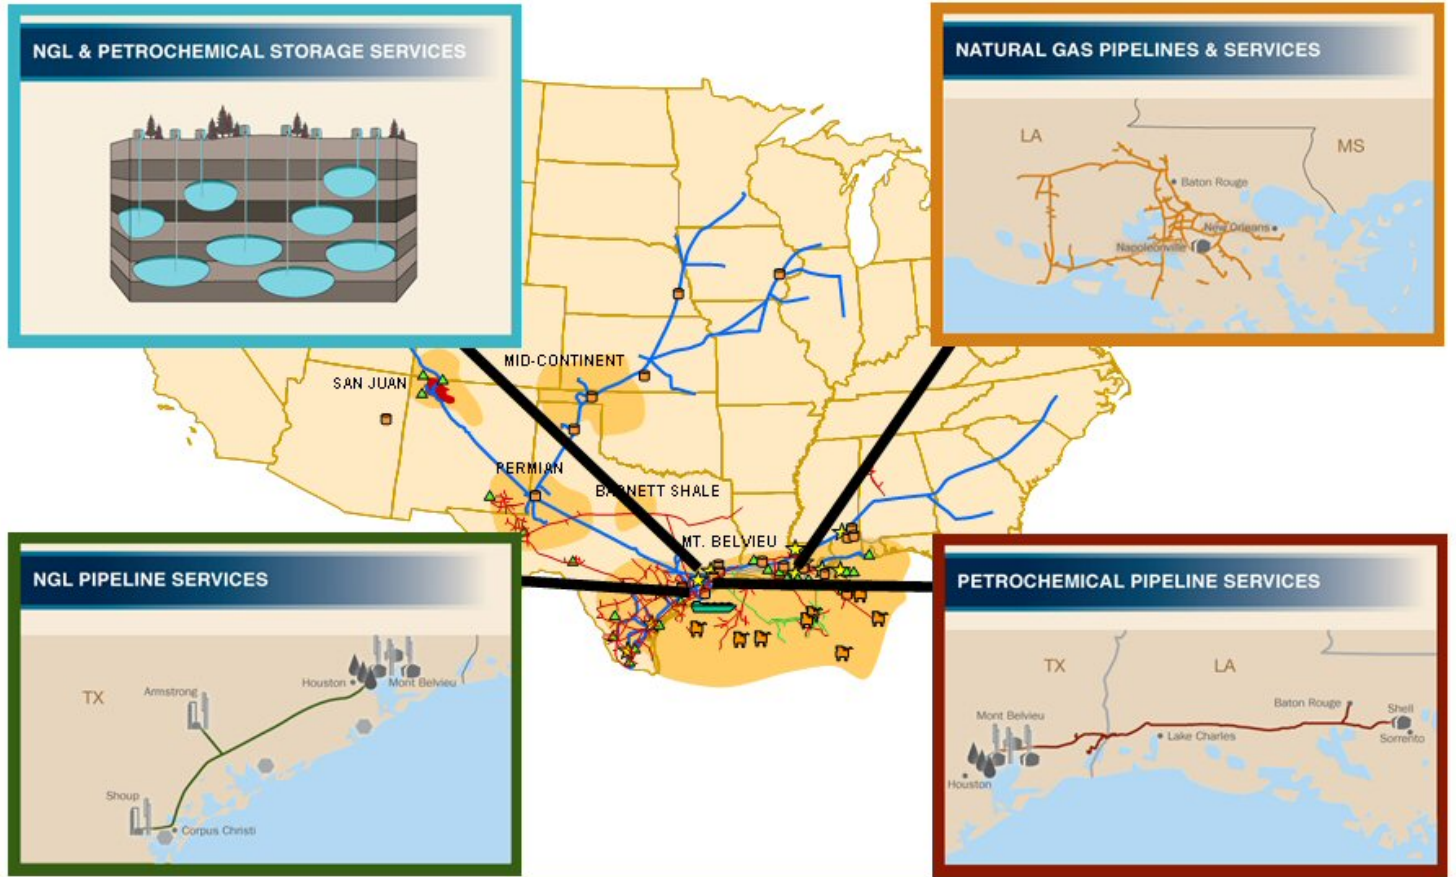 NGL & PETROCHEMICAL STORAGE SERVICES
NATURAL GAS PIPELINES & SERVICES
LA
MS
Baton Rouge
New Orleans
Napoleonville
MID-CONTINENT
SAN JUAN
PERMIAN
BARNETT SHALE
MT. BELVIEU
NGL PIPELINE SERVICES
TX
Houston
Mont Belvieu
Armstrong
Shoup
Corpus Christi
PETROCHEMICAL PIPELINE SERVICES
TX
LA
Baton Rouge
Shell
Mont Belvieu
Lake Charles
Sorrento
Houston